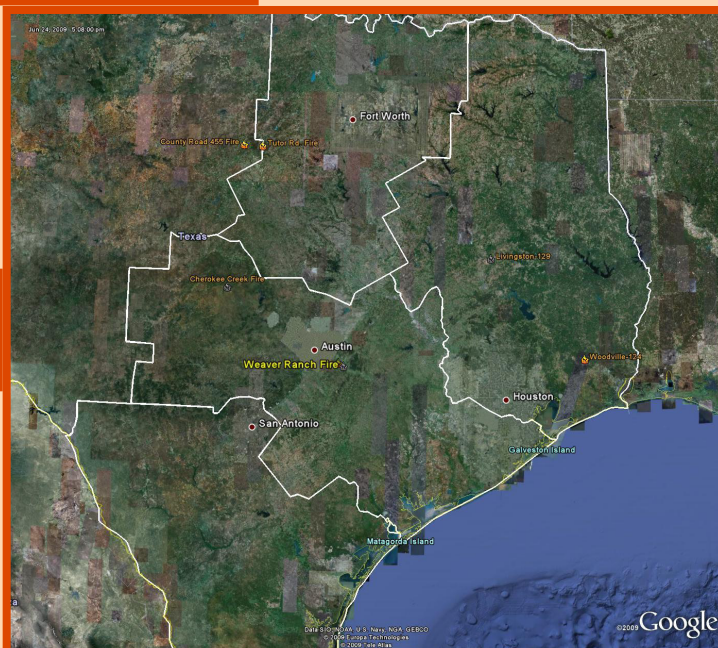 Jun 24, 2009 5:08:00 pm
Fort Worth
County Road 455 Fire
Tutor Rd. Fire
Texas
Livingston-129
Cherokee Creek Fire
Austin
Woodville-124
Weaver Ranch Fire
Houston
San Antonio
Galveston Island
Matagorda Island
a
Data SIO, NOAA, U.S. Navy, NGA, GEBCO
© 2009 Europa Technologies
© 2009 Tele Atlas
©2009 Google